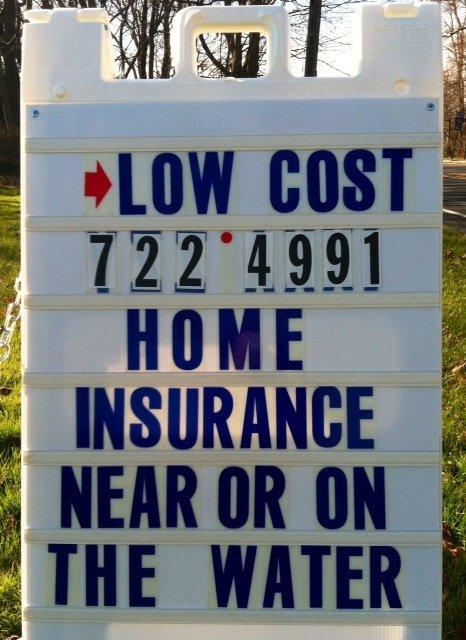 LOW COST
722•4991
HOME
INSURANCE
NEAR OR ON
THE WATER